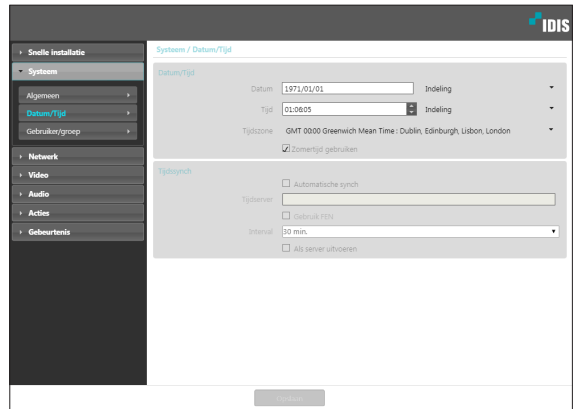 IDIS
Snelle installatie
Systeem
Algemeen
Datum/Tijd
Gebruiker/groep
Netwerk
Video
Audio
Acties
Gebeurtenis
Systeem / Datum/Tijd
Datum/Tijd
Datum 1971/01/01 Indeling
Tijd 01:06:05 Indeling
Tijdszone GMT 00:00 Greenwich Mean Time : Dublin, Edinburgh, Lisbon, London
Zomertijd gebruiken
Tijdsynch
Automatische synch
Tijdserver
Gebruik FEN
Interval 30 min.
Als server uitvoeren